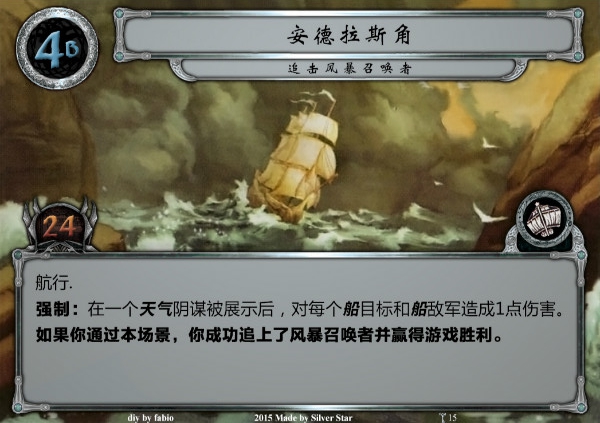 4B
安德拉斯角
追击风暴召唤者
24
航行.
强制：在一个天气阴谋被展示后，对每个船目标和船敌军造成1点伤害。
如果你通过本场景，你成功追上了风暴召唤者并赢得游戏胜利。
diy by fabio 2015 Made by Silver Star 15